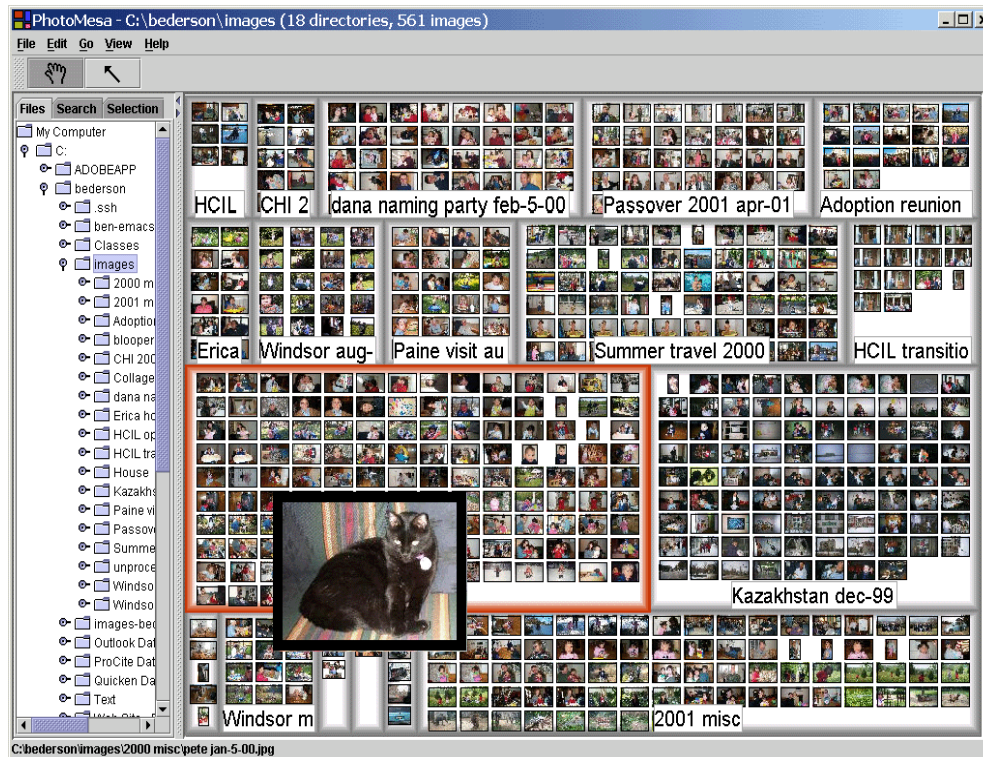 PhotoMesa - C:\bederson\images (18 directories, 561 images)
File Edit Go View Help
Files Search Selection
My Computer
C:
ADOBEAPP
bederson
.ssh
ben-emacs
Classes
images
2000 m
2001 m
Adoption
blooper
CHI 200
Collage
dana na
Erica ho
HCIL op
HCIL tra
House
Kazakhs
Paine vi
Passov
Summe
unproce
Windso
Windso
images-bed
Outlook Dat
ProCite Dat
Quicken Da
Text
HCIL CHI 2 dana naming party feb-5-00 Passover 2001 apr-01 Adoption reunion
Erica Windsor aug- Paine visit au Summer travel 2000 HCIL transitio
Kazakhstan dec-99
Windsor m 2001 misc
C:\bederson\images\2000 misc\pete jan-5-00.jpg